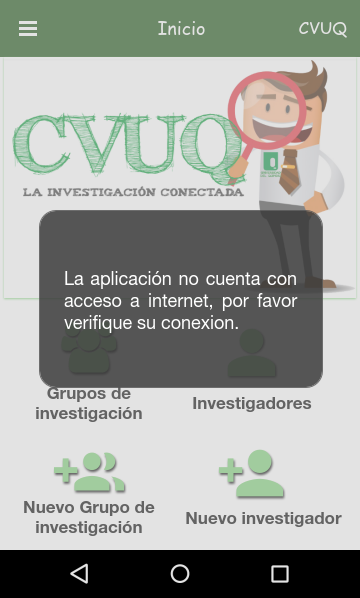 Inicio
CVUQ
CVUQ
LA INVESTIGACIÓN CONECTADA
La aplicación no cuenta con
acceso a internet, por favor
verifique su conexion.
Grupos de
investigación
Investigadores
Nuevo Grupo de
investigación
Nuevo investigador